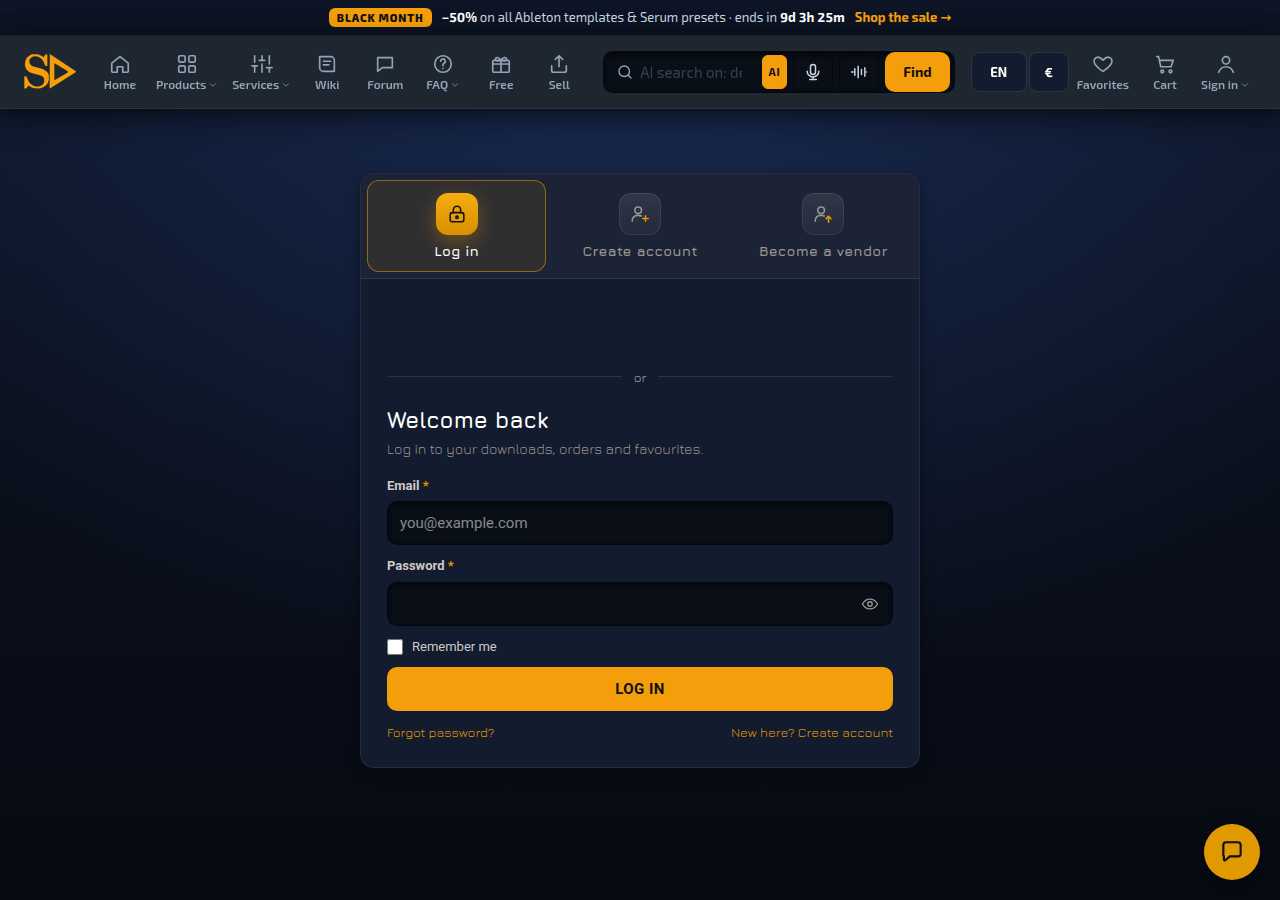 BLACK MONTH −50% on all Ableton templates & Serum presets · ends in 9d 3h 25m Shop the sale →
Home Products Services Wiki Forum FAQ Free Sell AI search on: AI Find EN € Favorites Cart Sign in
Log in Create account Become a vendor
or
Welcome back
Log in to your downloads, orders and favourites.
Email *
you@example.com
Password *
Remember me
LOG IN
Forgot password? New here? Create account